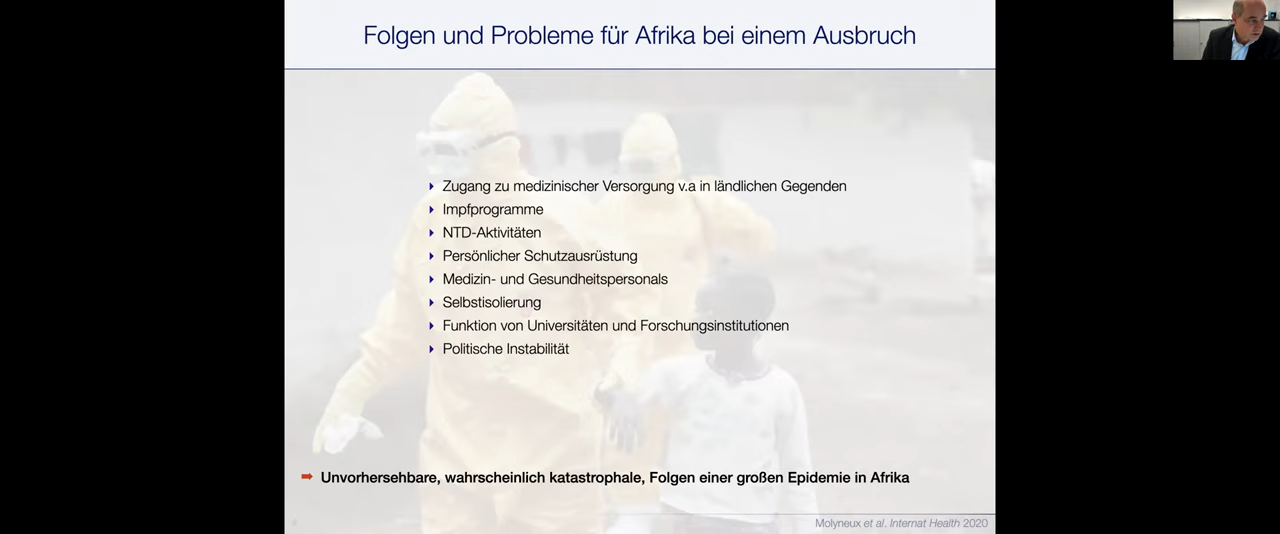 Folgen und Probleme für Afrika bei einem Ausbruch
Zugang zu medizinischer Versorgung v.a in ländlichen Gegenden
Impfprogramme
NTD-Aktivitäten
Persönlicher Schutzausrüstung
Medizin- und Gesundheitspersonals
Selbstisolierung
Funktion von Universitäten und Forschungsinstitutionen
Politische Instabilität
Unvorhersehbare, wahrscheinlich katastrophale, Folgen einer großen Epidemie in Afrika
Molyneux et al. Internat Health 2020